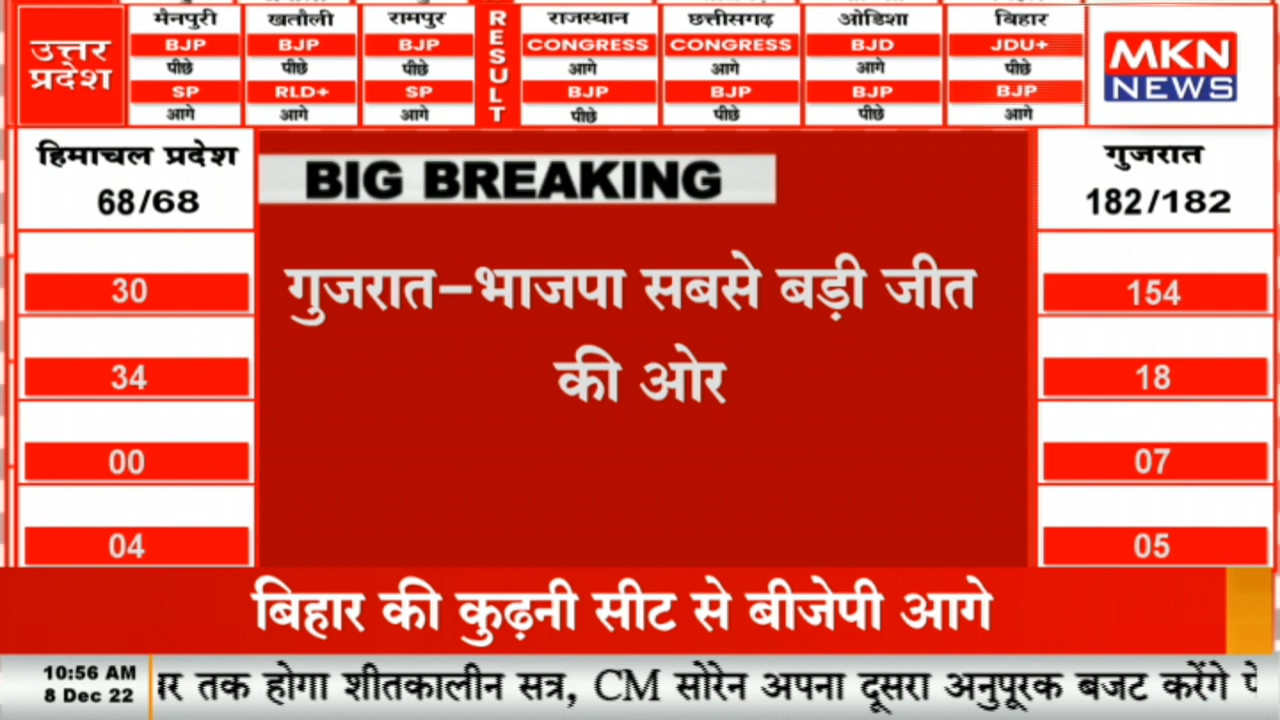 उत्तर
प्रदेश
मैनपुरी
BJP
पीछे
SP
आगे
खतौली
BJP
पीछे
RLD+
आगे
रामपुर
BJP
पीछे
SP
आगे
RESULT
राजस्थान
CONGRESS
आगे
BJP
पीछे
छत्तीसगढ़
CONGRESS
आगे
BJP
पीछे
ओडिशा
BJD
आगे
BJP
पीछे
बिहार
JDU+
पीछे
BJP
आगे
MKN
NEWS
हिमाचल प्रदेश
68/68
30
34
00
04
BIG BREAKING
गुजरात-भाजपा सबसे बड़ी जीत
की ओर
गुजरात
182/182
154
18
07
05
बिहार की कुढ़नी सीट से बीजेपी आगे
10:56 AM
8 Dec 22
तक होगा शीतकालीन सत्र, CM सोरेन अपना दूसरा अनुपूरक बजट करेंगे